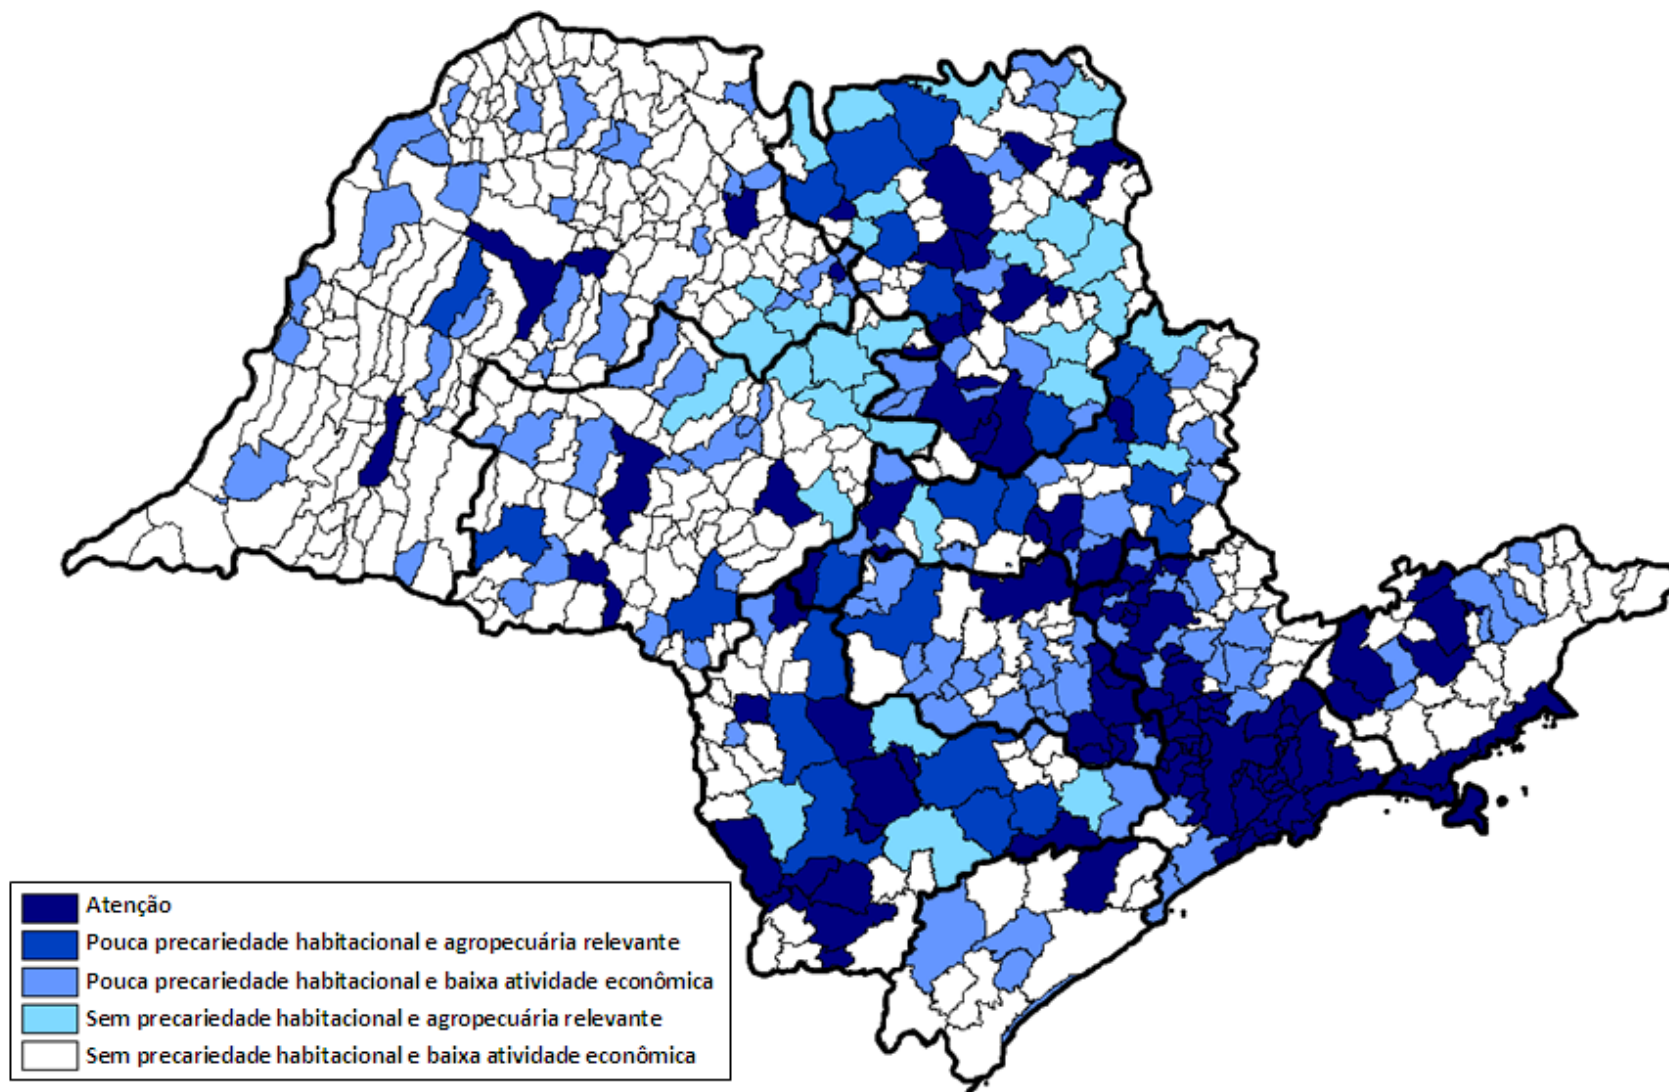 Atenção
Pouca precariedade habitacional e agropecuária relevante
Pouca precariedade habitacional e baixa atividade econômica
Sem precariedade habitacional e agropecuária relevante
Sem precariedade habitacional e baixa atividade econômica